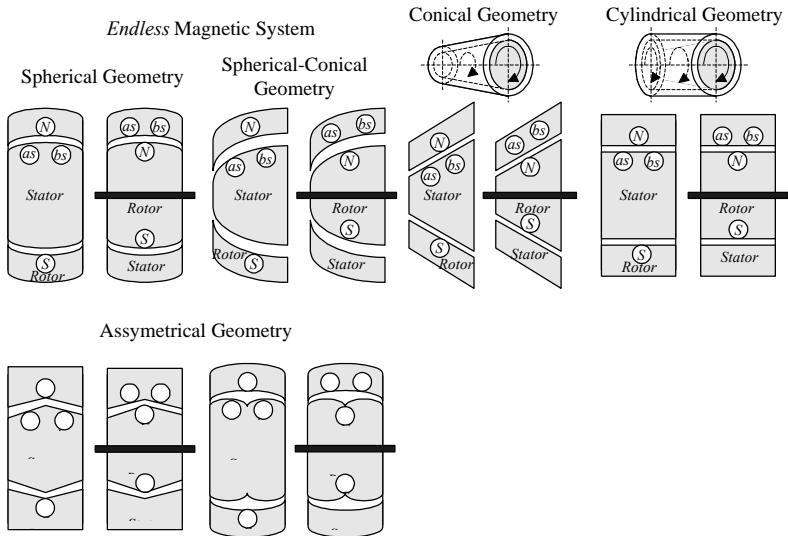 Conical Geometry
Cylindrical Geometry
Endless Magnetic System
Spherical Geometry
Spherical-Conical
Geometry
N
as bs
Stator
S
Rotor
as bs
N
Rotor
S
Stator
N
as bs
Stator
Rotor
S
as bs
N
Rotor
S
Stator
N
as bs
Stator
S
Rotor
as bs
N
Rotor
S
Stator
N
as bs
Stator
S
Rotor
as bs
N
Rotor
S
Stator
Assymetrical Geometry